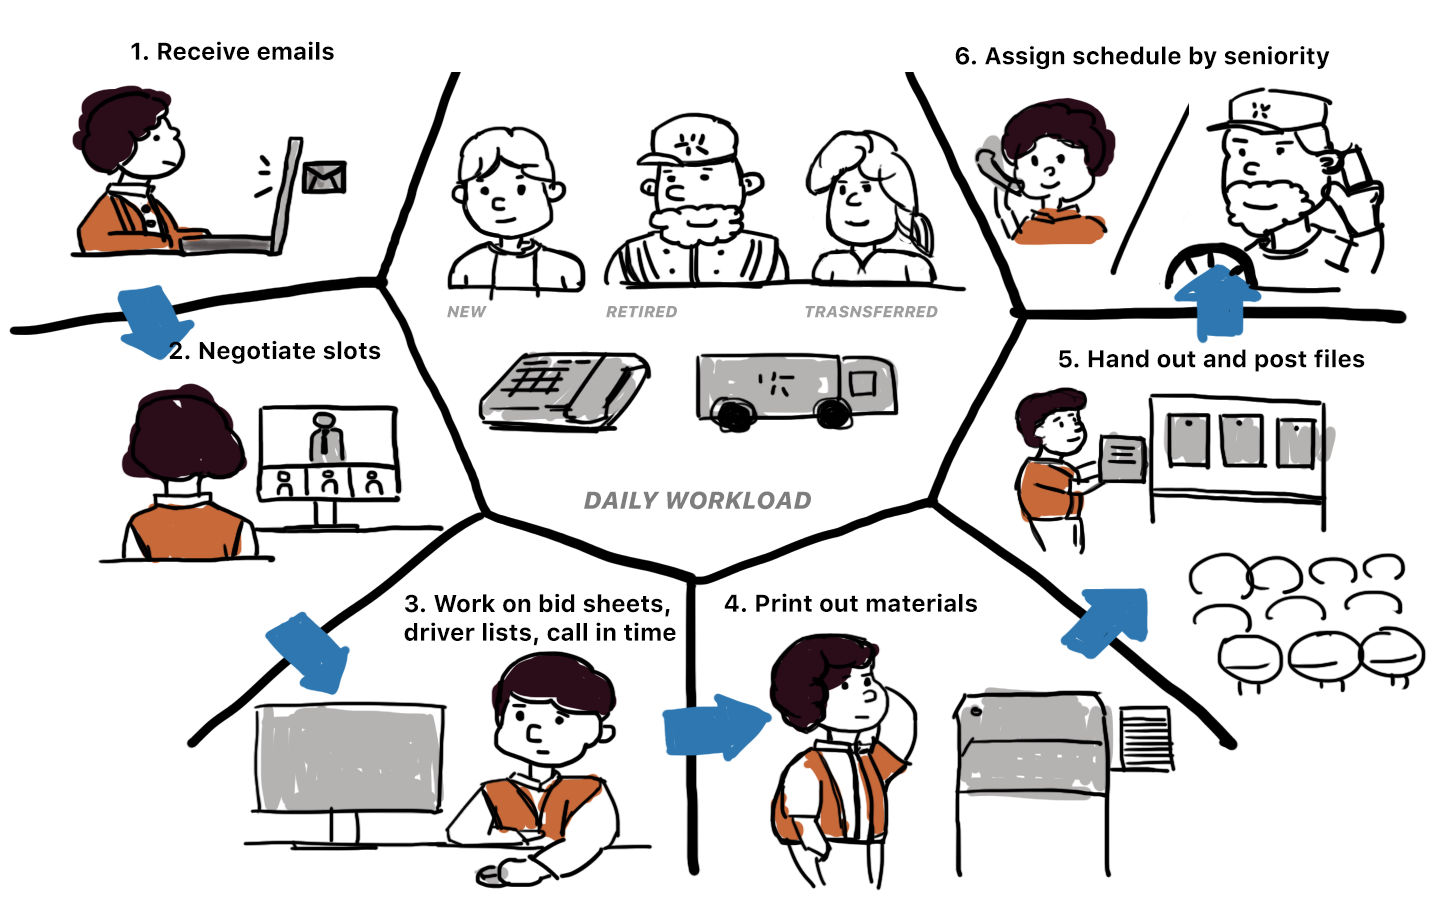 1. Receive emails
6. Assign schedule by seniority
NEW
RETIRED
TRASNSFERRED
2. Negotiate slots
5. Hand out and post files
DAILY WORKLOAD
3. Work on bid sheets,
driver lists, call in time
4. Print out materials